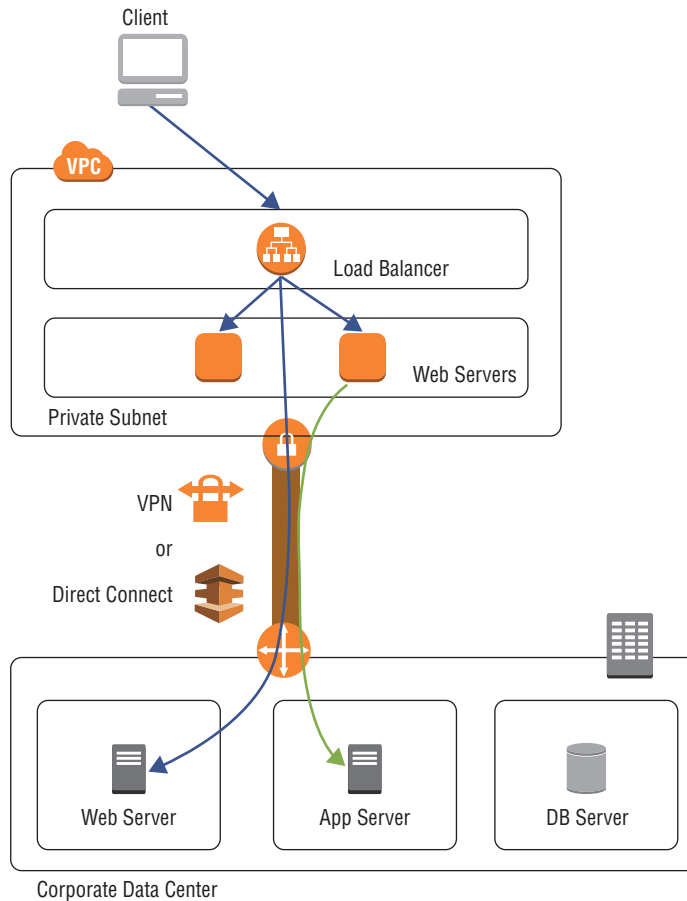 Client
VPC
Load Balancer
Web Servers
Private Subnet
VPN
or
Direct Connect
Web Server
App Server
DB Server
Corporate Data Center